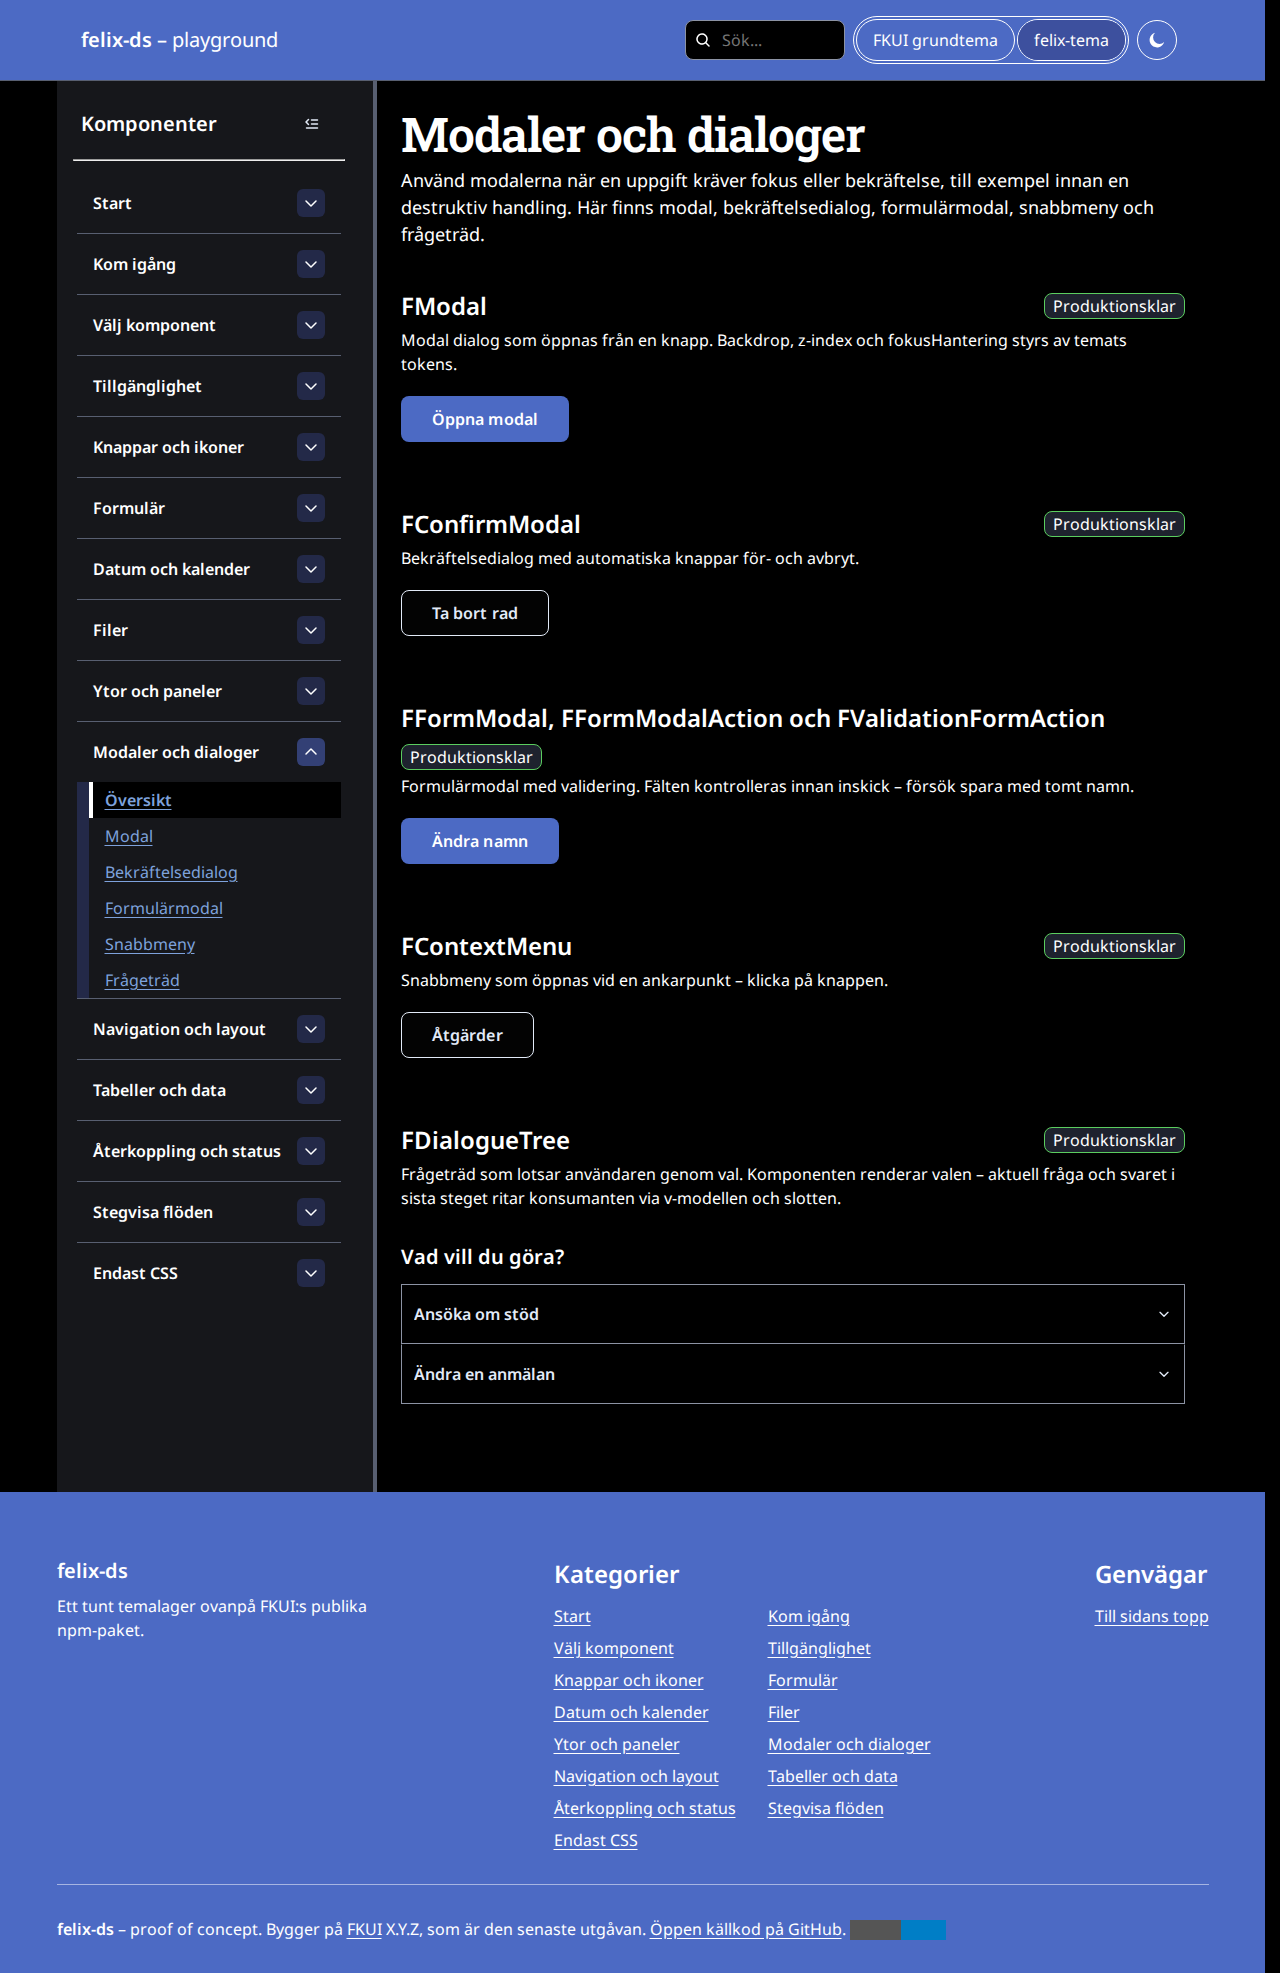 felix-ds – playground
Sök...
FKUI grundtema
felix-tema
Komponenter
Start
Kom igång
Välj komponent
Tillgänglighet
Knappar och ikoner
Formulär
Datum och kalender
Filer
Ytor och paneler
Modaler och dialoger
Översikt
Modal
Bekräftelsedialog
Formulärmodal
Snabbmeny
Frågeträd
Navigation och layout
Tabeller och data
Återkoppling och status
Stegvisa flöden
Endast CSS
Modaler och dialoger
Använd modalerna när en uppgift kräver fokus eller bekräftelse, till exempel innan en
destruktiv handling. Här finns modal, bekräftelsedialog, formulärmodal, snabbmeny och
frågeträd.
FModal
Produktionsklar
Modal dialog som öppnas från en knapp. Backdrop, z-index och fokusHantering styrs av temats
tokens.
Öppna modal
FConfirmModal
Produktionsklar
Bekräftelsedialog med automatiska knappar för- och avbryt.
Ta bort rad
FFormModal, FFormModalAction och FValidationFormAction
Produktionsklar
Formulärmodal med validering. Fälten kontrolleras innan inskick – försök spara med tomt namn.
Ändra namn
FContextMenu
Produktionsklar
Snabbmeny som öppnas vid en ankarpunkt – klicka på knappen.
Åtgärder
FDialogueTree
Produktionsklar
Frågeträd som lotsar användaren genom val. Komponenten renderar valen – aktuell fråga och svaret i
sista steget ritar konsumanten via v-modellen och slotten.
Vad vill du göra?
Ansöka om stöd
Ändra en anmälan
felix-ds
Ett tunt temalager ovanpå FKUI:s publika
npm-paket.
Kategorier
Start
Kom igång
Välj komponent
Tillgänglighet
Knappar och ikoner
Formulär
Datum och kalender
Filer
Ytor och paneler
Modaler och dialoger
Navigation och layout
Tabeller och data
Återkoppling och status
Stegvisa flöden
Endast CSS
Genvägar
Till sidans topp
felix-ds – proof of concept. Bygger på FKUI X.Y.Z, som är den senaste utgåvan. Öppen källkod på GitHub.